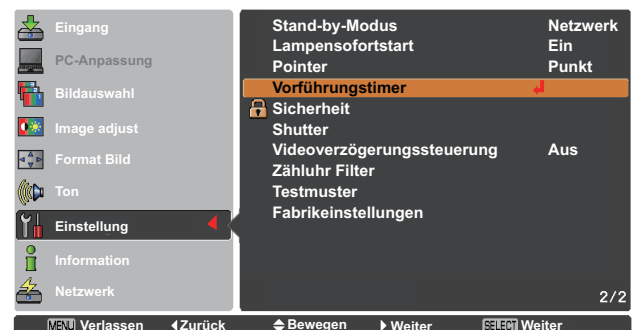 Eingang
PC-Anpassung
Bildauswahl
Image adjust
Format Bild
Ton
Einstellung
Information
Netzwerk
Stand-by-Modus Netzwerk
Lampensofortstart Ein
Pointer Punkt
Vorführungstimer
Sicherheit
Shutter
Videoverzögerungssteuerung Aus
Zähluhr Filter
Testmuster
Fabrikeinstellungen
2/2
MENU Verlassen Zurück Bewegen Weiter SELECT Weiter